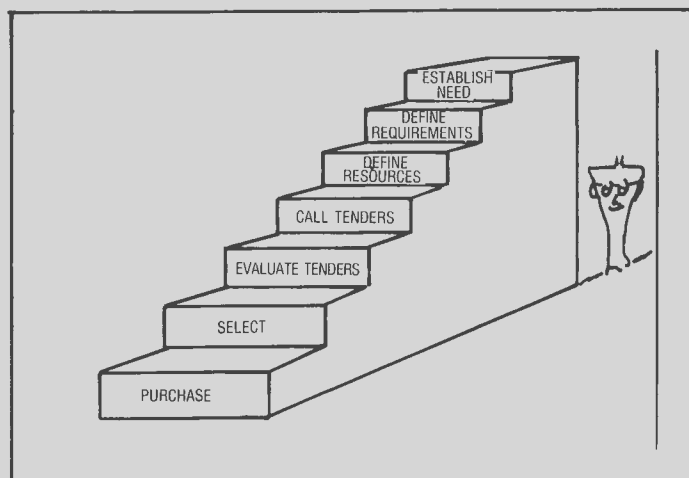 ESTABLISH
NEED
DEFINE
REQUIREMENTS
DEFINE
RESOURCES
CALL TENDERS
EVALUATE TENDERS
SELECT
PURCHASE